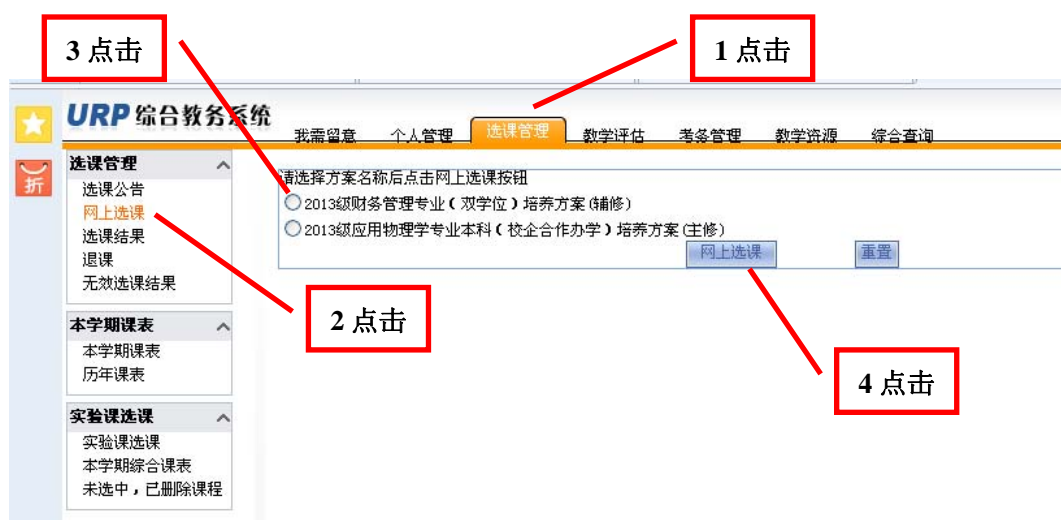 3 点击
1 点击
URP 综合教务系统
我需留意 个人管理 选课管理 教学评估 考务管理 教学资源 综合查询
折
选课管理
选课公告
网上选课
选课结果
退课
无效选课结果
请选择方案名称后点击网上选课按钮
2013级财务管理专业（双学位）培养方案(辅修)
2013级应用物理学专业本科（校企合作办学）培养方案(主修)
网上选课 重置
2 点击
4 点击
本学期课表
本学期课表
历年课表
实验课选课
实验课选课
本学期综合课表
未选中，已删除课程